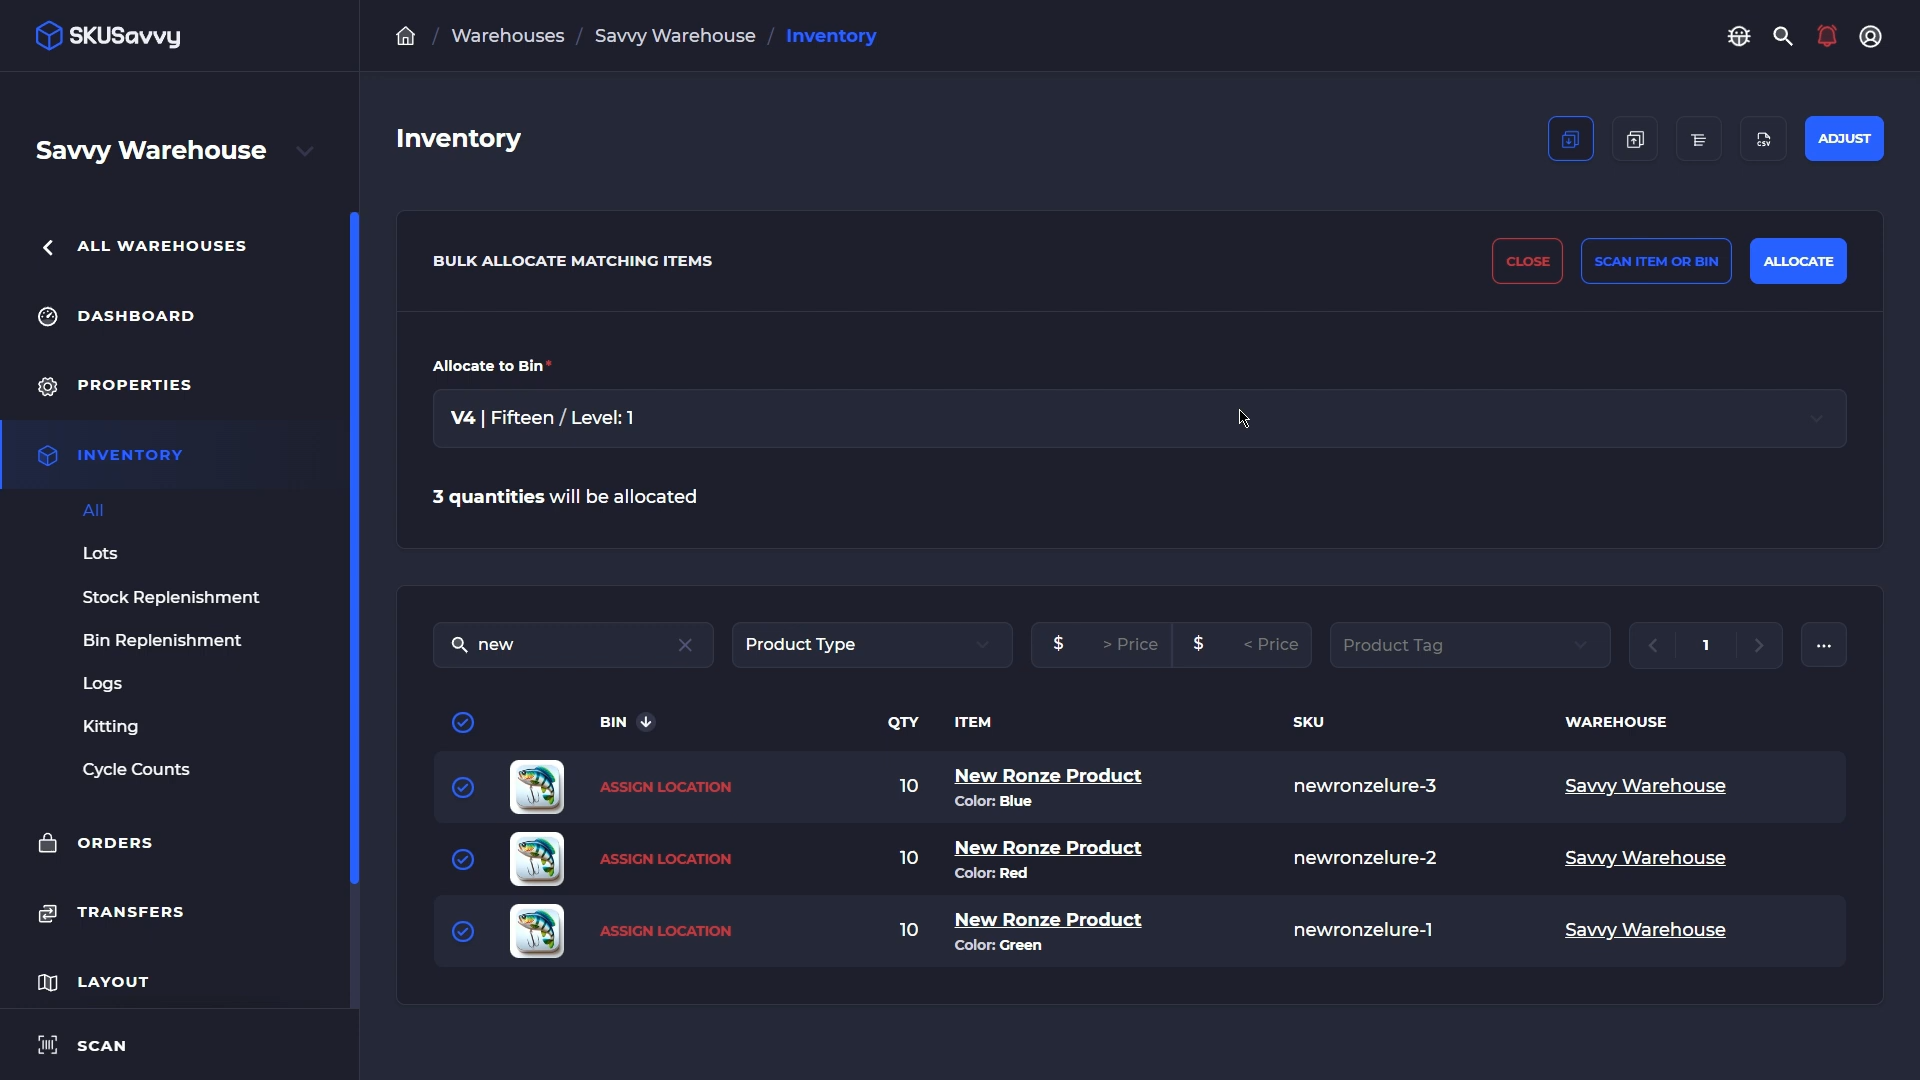 SKUSavvy
/ Warehouses / Savvy Warehouse / Inventory
Savvy Warehouse
ALL WAREHOUSES
DASHBOARD
PROPERTIES
INVENTORY
All
Lots
Stock Replenishment
Bin Replenishment
Logs
Kitting
Cycle Counts
ORDERS
TRANSFERS
LAYOUT
SCAN
Inventory
CSV
ADJUST
BULK ALLOCATE MATCHING ITEMS
CLOSE
SCAN ITEM OR BIN
ALLOCATE
Allocate to Bin*
V4 | Fifteen / Level: 1
3 quantities will be allocated
new
Product Type
$ > Price
$ < Price
Product Tag
1
...
BIN QTY ITEM SKU WAREHOUSE
ASSIGN LOCATION 10 New Ronze Product newronzelure-3 Savvy Warehouse
Color: Blue
ASSIGN LOCATION 10 New Ronze Product newronzelure-2 Savvy Warehouse
Color: Red
ASSIGN LOCATION 10 New Ronze Product newronzelure-1 Savvy Warehouse
Color: Green